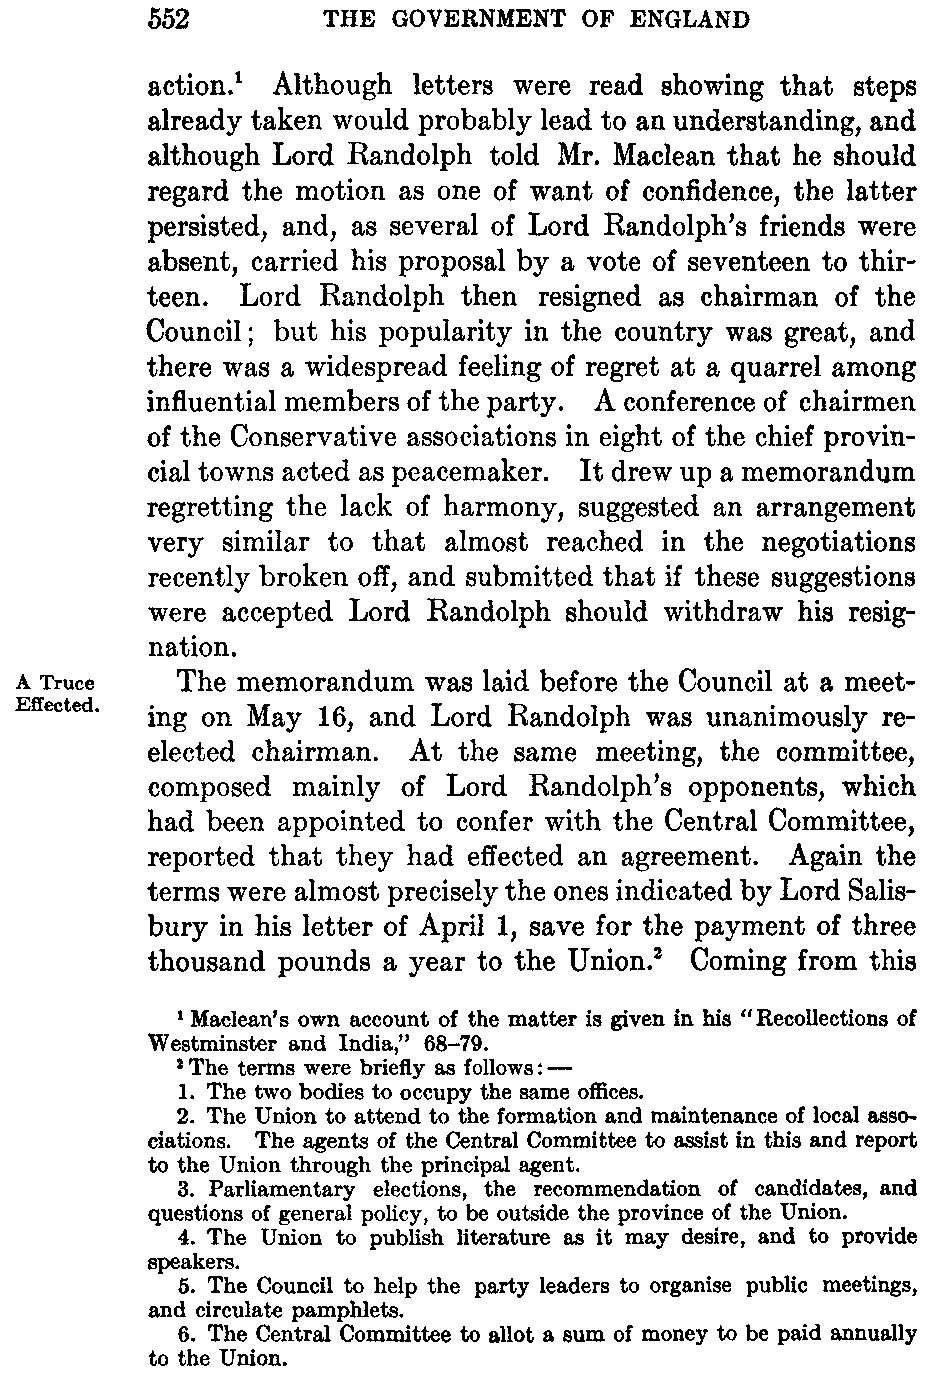 552 THE GOVERNMENT OF ENGLAND
action.¹ Although letters were read showing that steps
already taken would probably lead to an understanding, and
although Lord Randolph told Mr. Maclean that he should
regard the motion as one of want of confidence, the latter
persisted, and, as several of Lord Randolph's friends were
absent, carried his proposal by a vote of seventeen to thir-
teen. Lord Randolph then resigned as chairman of the
Council; but his popularity in the country was great, and
there was a widespread feeling of regret at a quarrel among
influential members of the party. A conference of chairmen
of the Conservative associations in eight of the chief provin-
cial towns acted as peacemaker. It drew up a memorandum
regretting the lack of harmony, suggested an arrangement
very similar to that almost reached in the negotiations
recently broken off, and submitted that if these suggestions
were accepted Lord Randolph should withdraw his resig-
nation.
A Truce
Effected.
The memorandum was laid before the Council at a meet-
ing on May 16, and Lord Randolph was unanimously re-
elected chairman. At the same meeting, the committee,
composed mainly of Lord Randolph's opponents, which
had been appointed to confer with the Central Committee,
reported that they had effected an agreement. Again the
terms were almost precisely the ones indicated by Lord Salis-
bury in his letter of April 1, save for the payment of three
thousand pounds a year to the Union.² Coming from this
¹ Maclean's own account of the matter is given in his "Recollections of
Westminster and India," 68–79.
² The terms were briefly as follows: —
1. The two bodies to occupy the same offices.
2. The Union to attend to the formation and maintenance of local asso-
ciations. The agents of the Central Committee to assist in this and report
to the Union through the principal agent.
3. Parliamentary elections, the recommendation of candidates, and
questions of general policy, to be outside the province of the Union.
4. The Union to publish literature as it may desire, and to provide
speakers.
5. The Council to help the party leaders to organise public meetings,
and circulate pamphlets.
6. The Central Committee to allot a sum of money to be paid annually
to the Union.